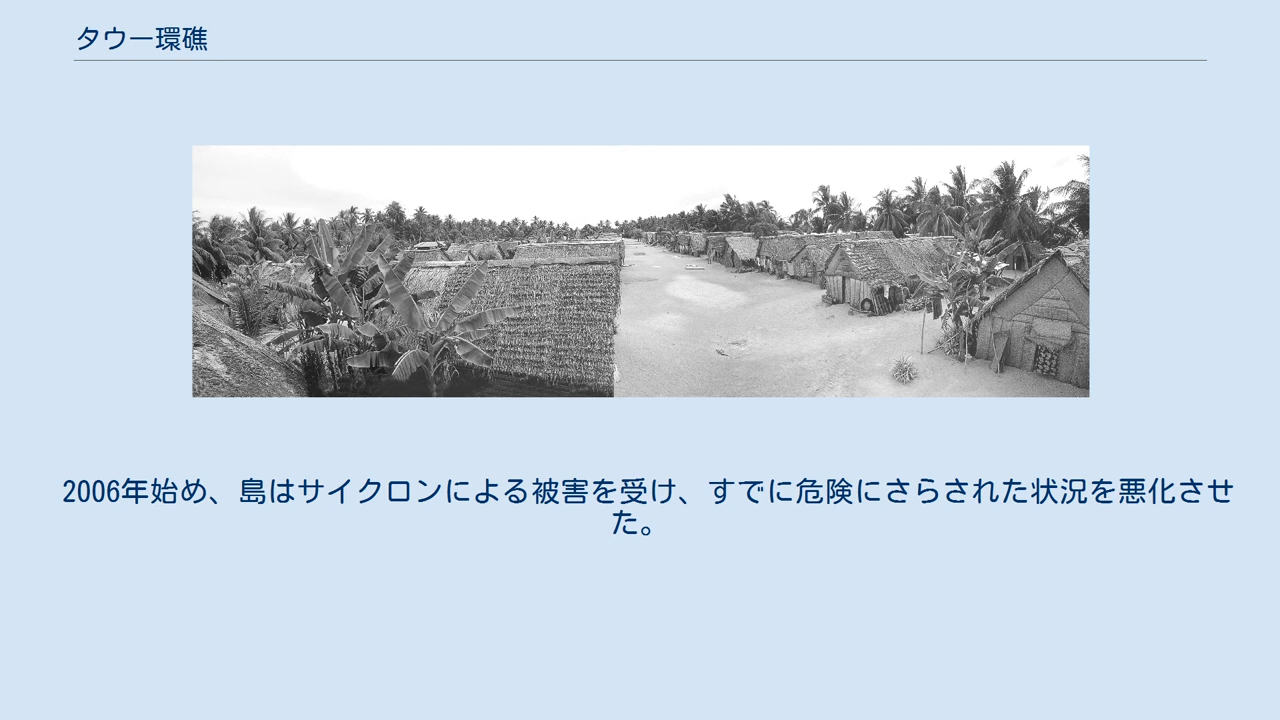 タウー環礁
2006年始め、島はサイクロンによる被害を受け、すでに危険にさらされた状況を悪化させ
た。